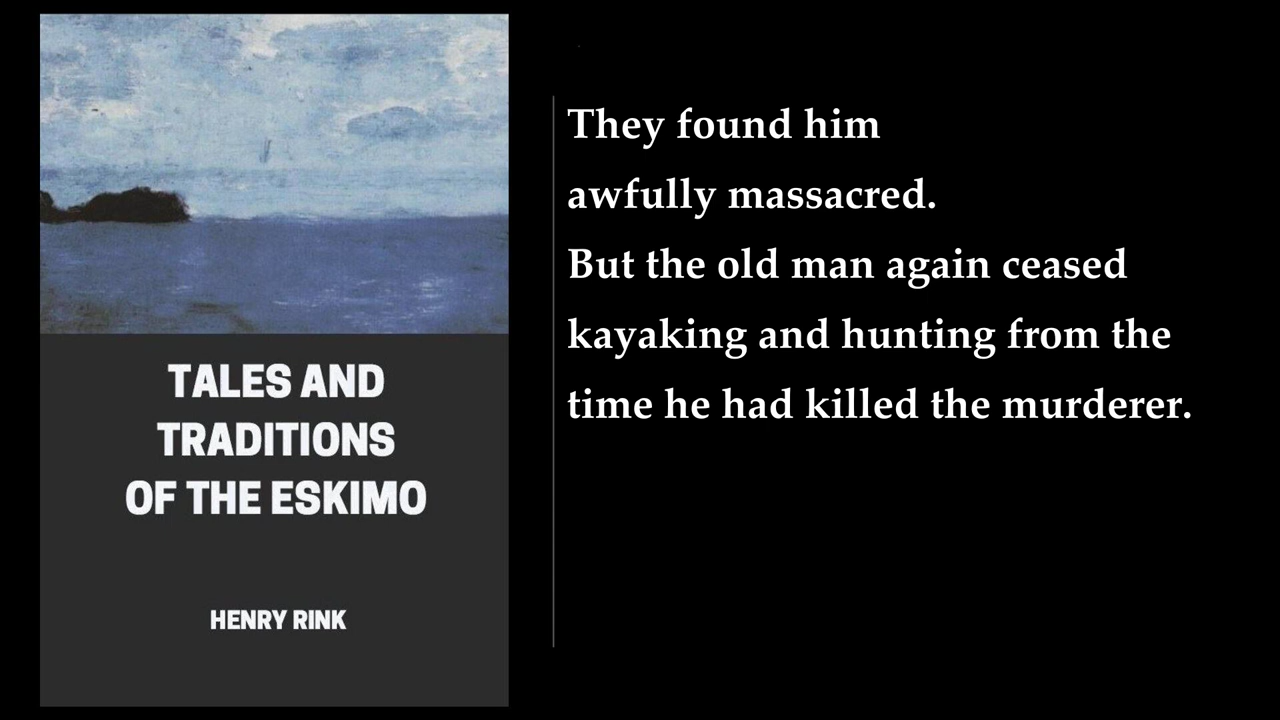 TALES AND
TRADITIONS
OF THE ESKIMO
HENRY RINK
They found him
awfully massacred.
But the old man again ceased
kayaking and hunting from the
time he had killed the murderer.